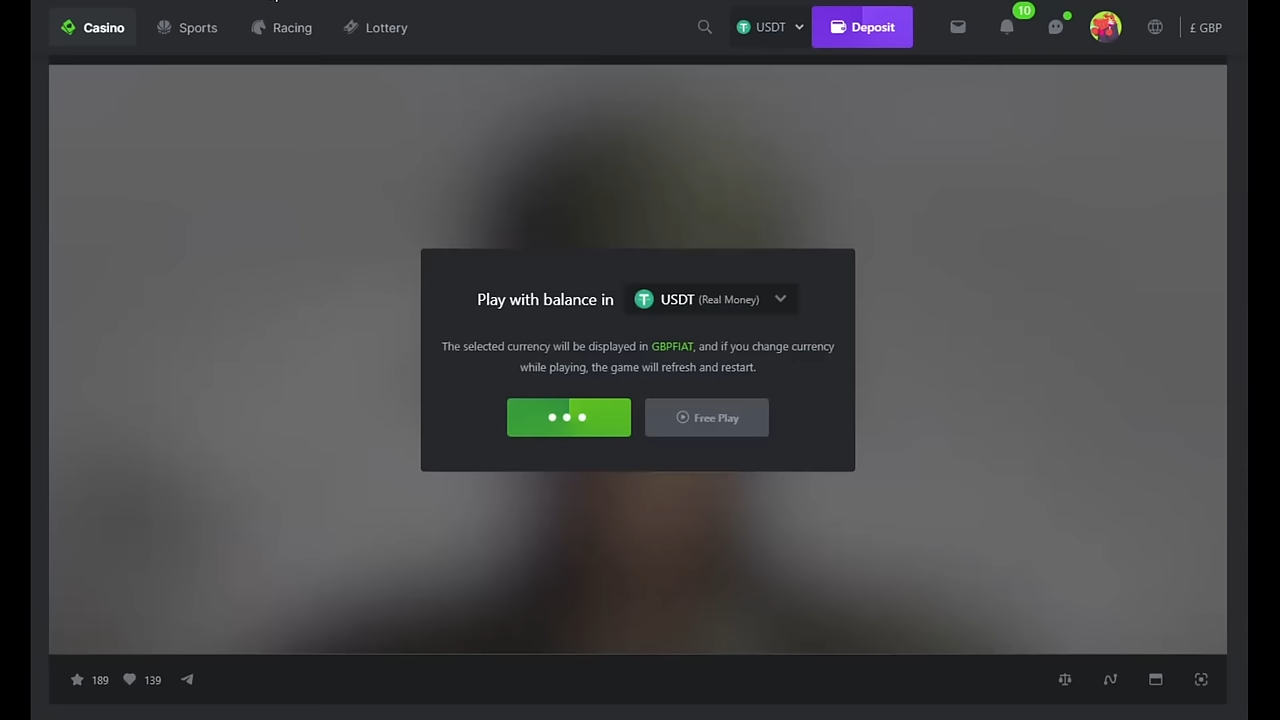 Casino Sports Racing Lottery USDT Deposit 10 £ GBP
Play with balance in USDT (Real Money)
The selected currency will be displayed in GBPFIAT, and if you change currency
while playing, the game will refresh and restart.
Free Play
189 139